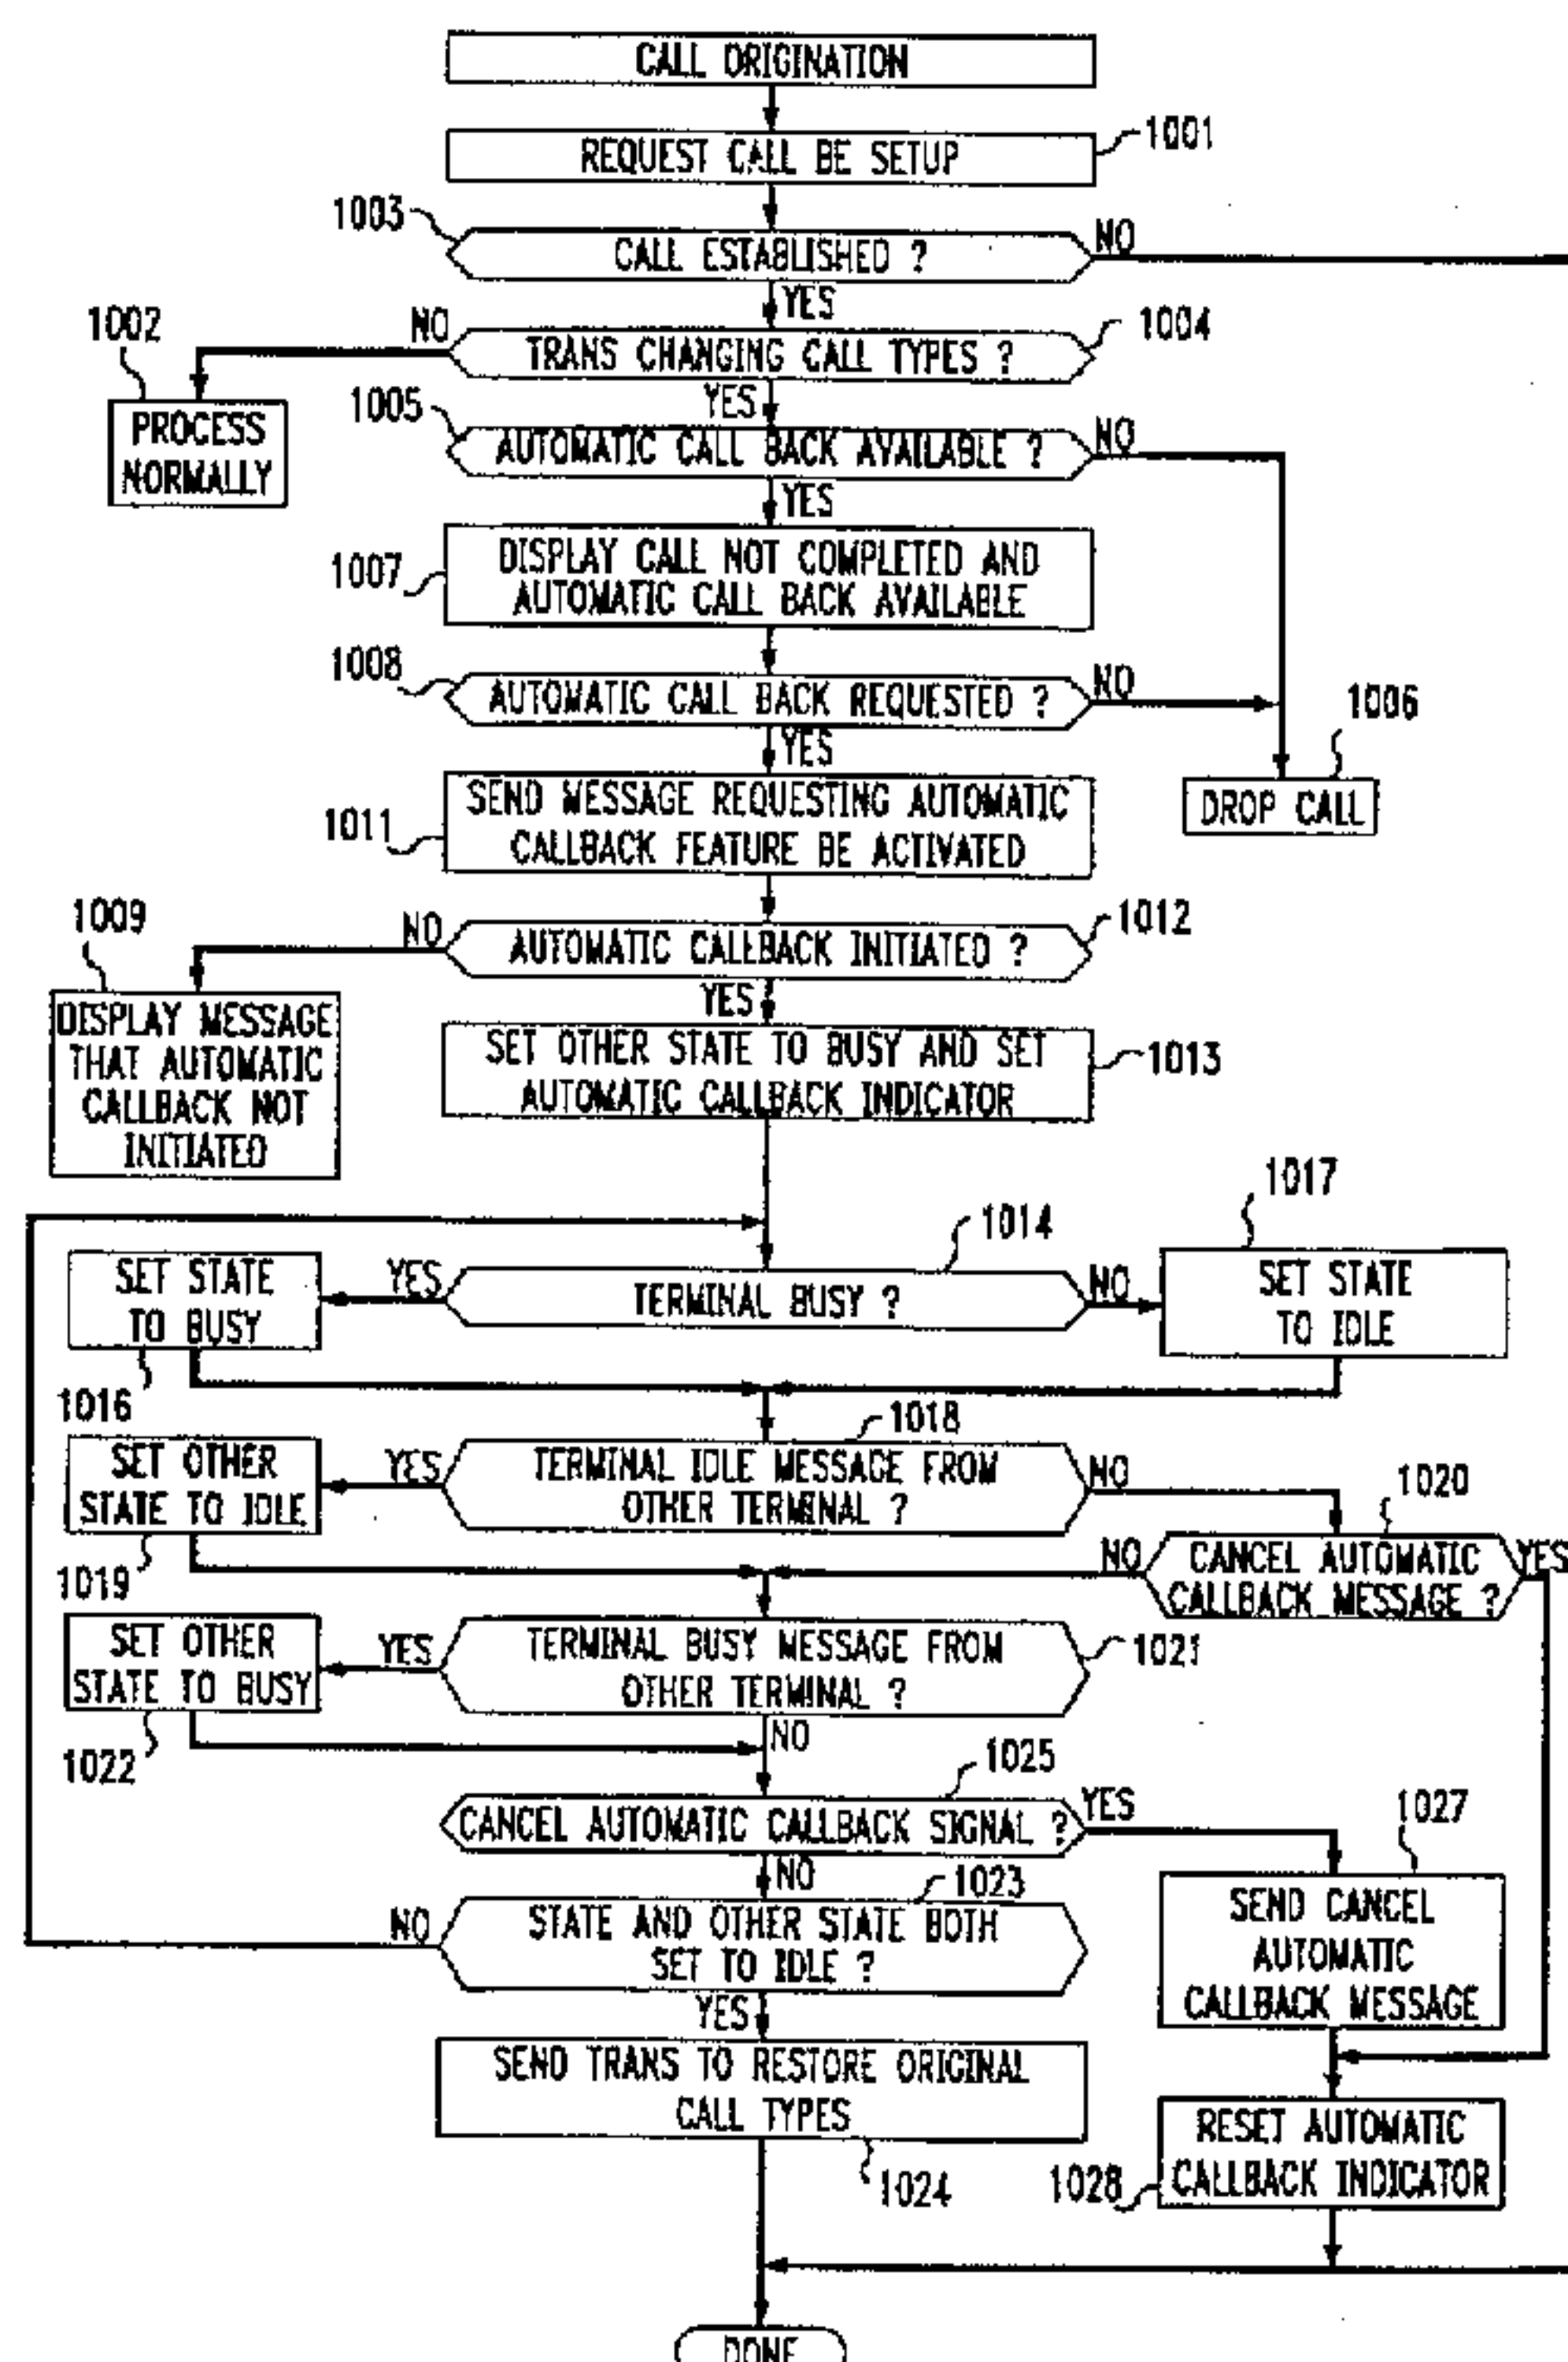 CALL ORIGINATION
REQUEST CALL BE SETUP
1001
1003
CALL ESTABLISHED ?
NO
YES
1002
NO
TRANS CHANGING CALL TYPES ?
1004
PROCESS
NORMALLY
YES
1005
AUTOMATIC CALL BACK AVAILABLE ?
NO
YES
1007
DISPLAY CALL NOT COMPLETED AND
AUTOMATIC CALL BACK AVAILABLE
1008
AUTOMATIC CALL BACK REQUESTED ?
NO
1006
DROP CALL
YES
1011
SEND MESSAGE REQUESTING AUTOMATIC
CALLBACK FEATURE BE ACTIVATED
1009
NO
AUTOMATIC CALLBACK INITIATED ?
1012
DISPLAY MESSAGE
THAT AUTOMATIC
CALLBACK NOT
INITIATED
YES
SET OTHER STATE TO BUSY AND SET
AUTOMATIC CALLBACK INDICATOR
1013
1017
1014
SET STATE
TO BUSY
YES
TERMINAL BUSY ?
NO
SET STATE
TO IDLE
1016
1018
SET OTHER
STATE TO IDLE
YES
TERMINAL IDLE MESSAGE FROM
OTHER TERMINAL ?
NO
1020
1019
NO
CANCEL AUTOMATIC
CALLBACK MESSAGE ?
YES
SET OTHER
STATE TO BUSY
YES
TERMINAL BUSY MESSAGE FROM
OTHER TERMINAL ?
1021
1022
NO
1025
CANCEL AUTOMATIC CALLBACK SIGNAL ?
YES
1027
NO
1023
NO
STATE AND OTHER STATE BOTH
SET TO IDLE ?
SEND CANCEL
AUTOMATIC
CALLBACK MESSAGE
YES
SEND TRANS TO RESTORE ORIGINAL
CALL TYPES
1024
1028
RESET AUTOMATIC
CALLBACK INDICATOR
DONE